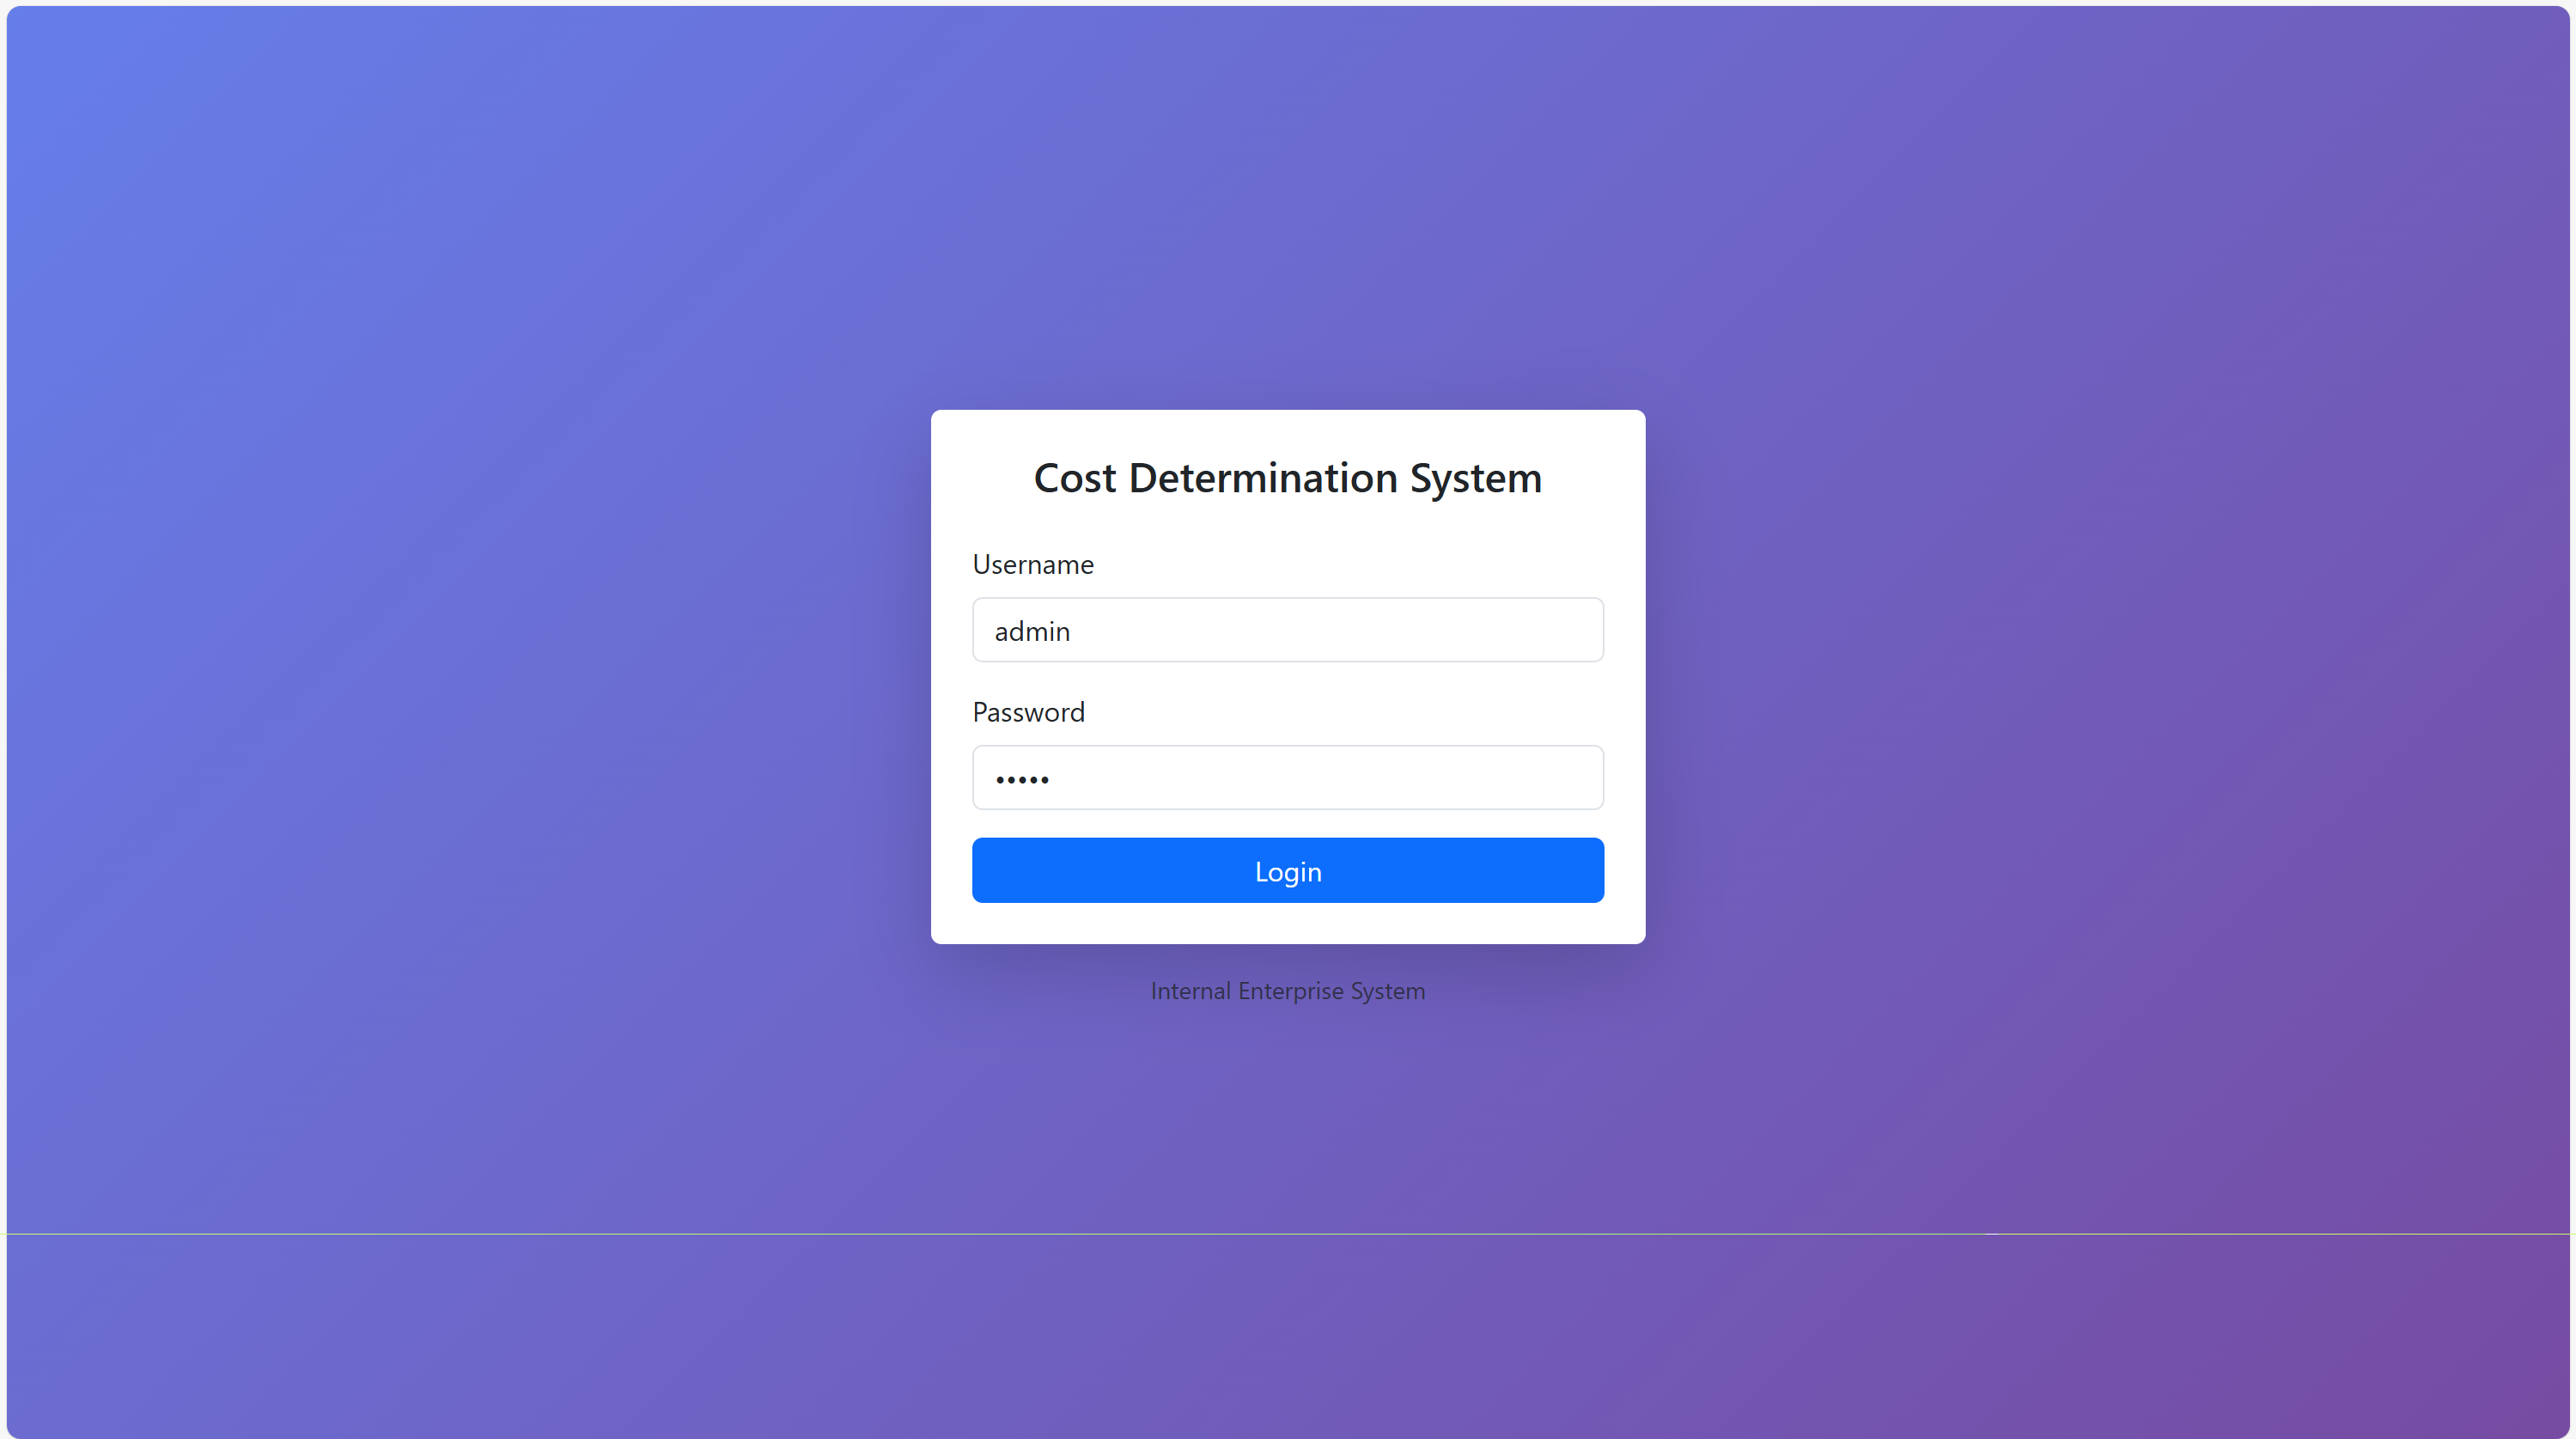 Cost Determination System
Username
admin
Password
•••••
Login
Internal Enterprise System